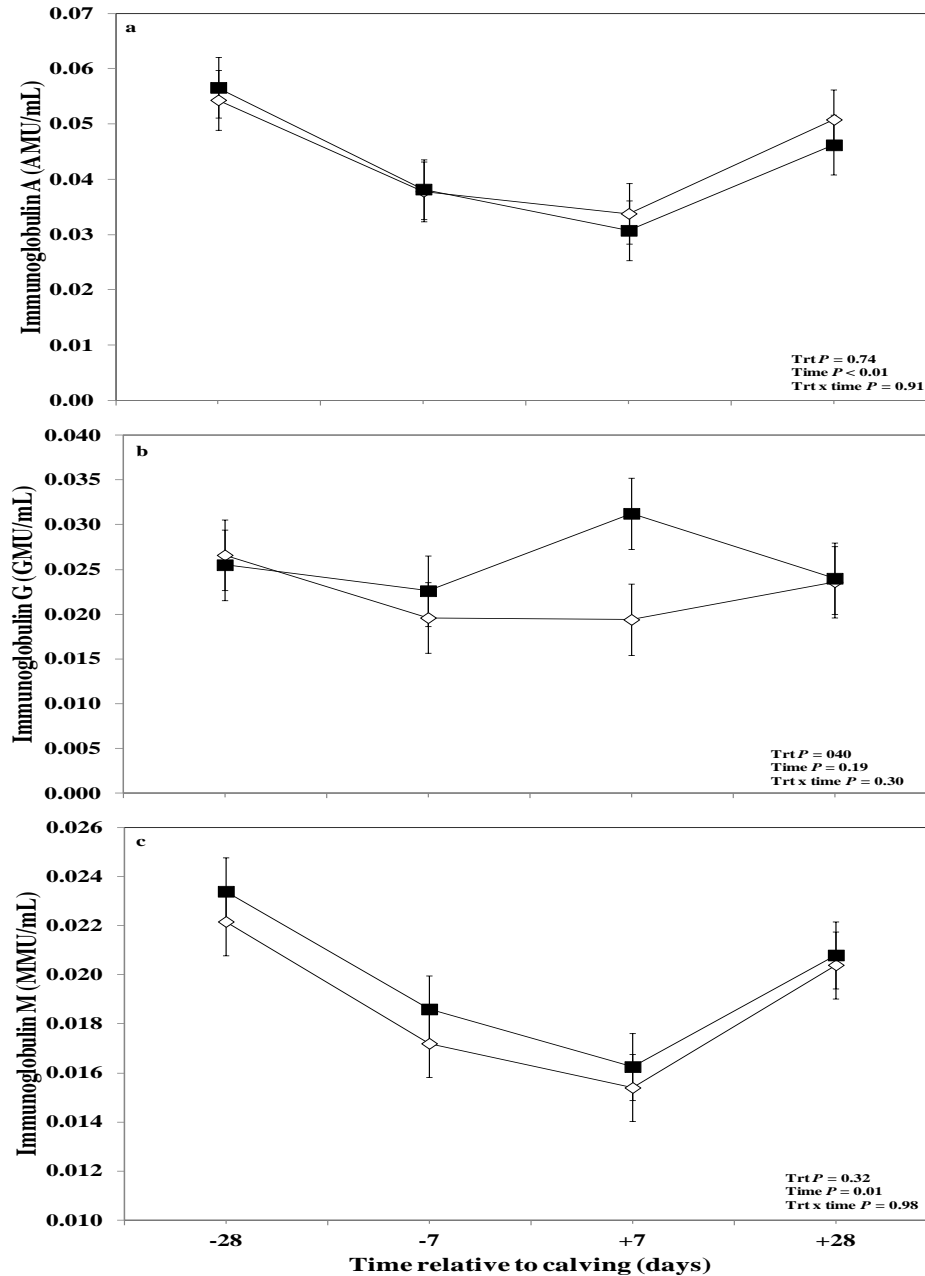 a
Immunoglobulin A (AMU/mL)
0.07
0.06
0.05
0.04
0.03
0.02
0.01
0.00
Trt P = 0.74
Time P < 0.01
Trt x time P = 0.91
b
Immunoglobulin G (GMU/mL)
0.040
0.035
0.030
0.025
0.020
0.015
0.010
0.005
0.000
Trt P = 040
Time P = 0.19
Trt x time P = 0.30
c
Immunoglobulin M (MMU/mL)
0.026
0.024
0.022
0.020
0.018
0.016
0.014
0.012
0.010
Trt P = 0.32
Time P = 0.01
Trt x time P = 0.98
-28 -7 +7 +28
Time relative to calving (days)